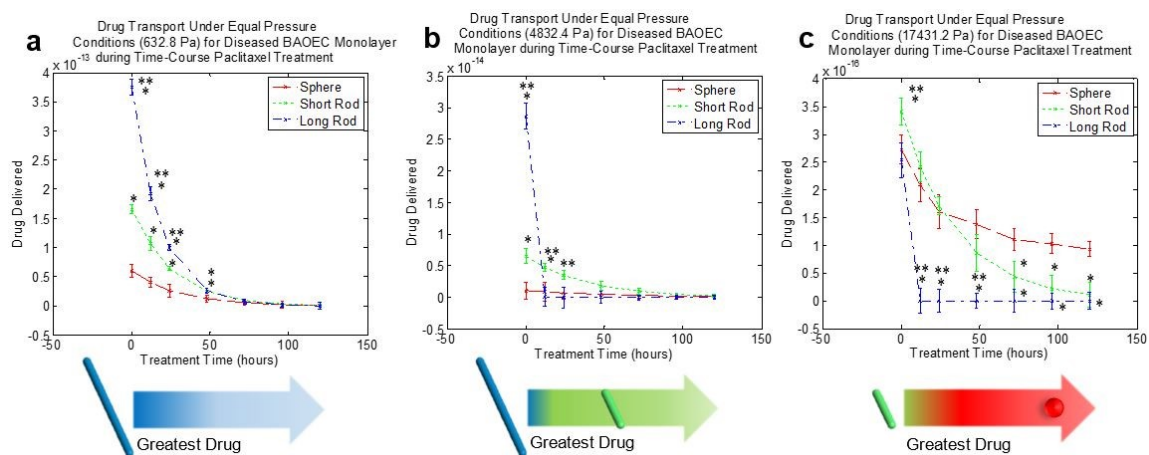 a
Drug Transport Under Equal Pressure
Conditions (632.8 Pa) for Diseased BAOEC Monolayer
during Time-Course Paclitaxel Treatment
x 10-13
4
3.5
3
2.5
2
1.5
1
0.5
0
-0.5
-50
0
50
100
150
Drug Delivered
Treatment Time (hours)
Sphere
Short Rod
Long Rod
**
*
*
**
*
*
**
*
*
*
*
Greatest Drug
b
Drug Transport Under Equal Pressure
Conditions (4832.4 Pa) for Diseased BAOEC
Monolayer during Time-Course Paclitaxel Treatment
x 10-14
3.5
3
2.5
2
1.5
1
0.5
0
-0.5
-50
0
50
100
150
Drug Delivered
Treatment Time (hours)
Sphere
Short Rod
Long Rod
**
*
*
**
*
**
Greatest Drug
c
Drug Transport Under Equal Pressure
Conditions (17431.2 Pa) for Diseased BAOEC
Monolayer during Time-Course Paclitaxel Treatment
4
3.5
3
2.5
2
1.5
1
0.5
0
-0.5
-50
0
50
100
150
Drug Delivered
Treatment Time (hours)
Sphere
Short Rod
Long Rod
**
*
**
*
**
*
**
*
*
*
*
*
*
*
Greatest Drug